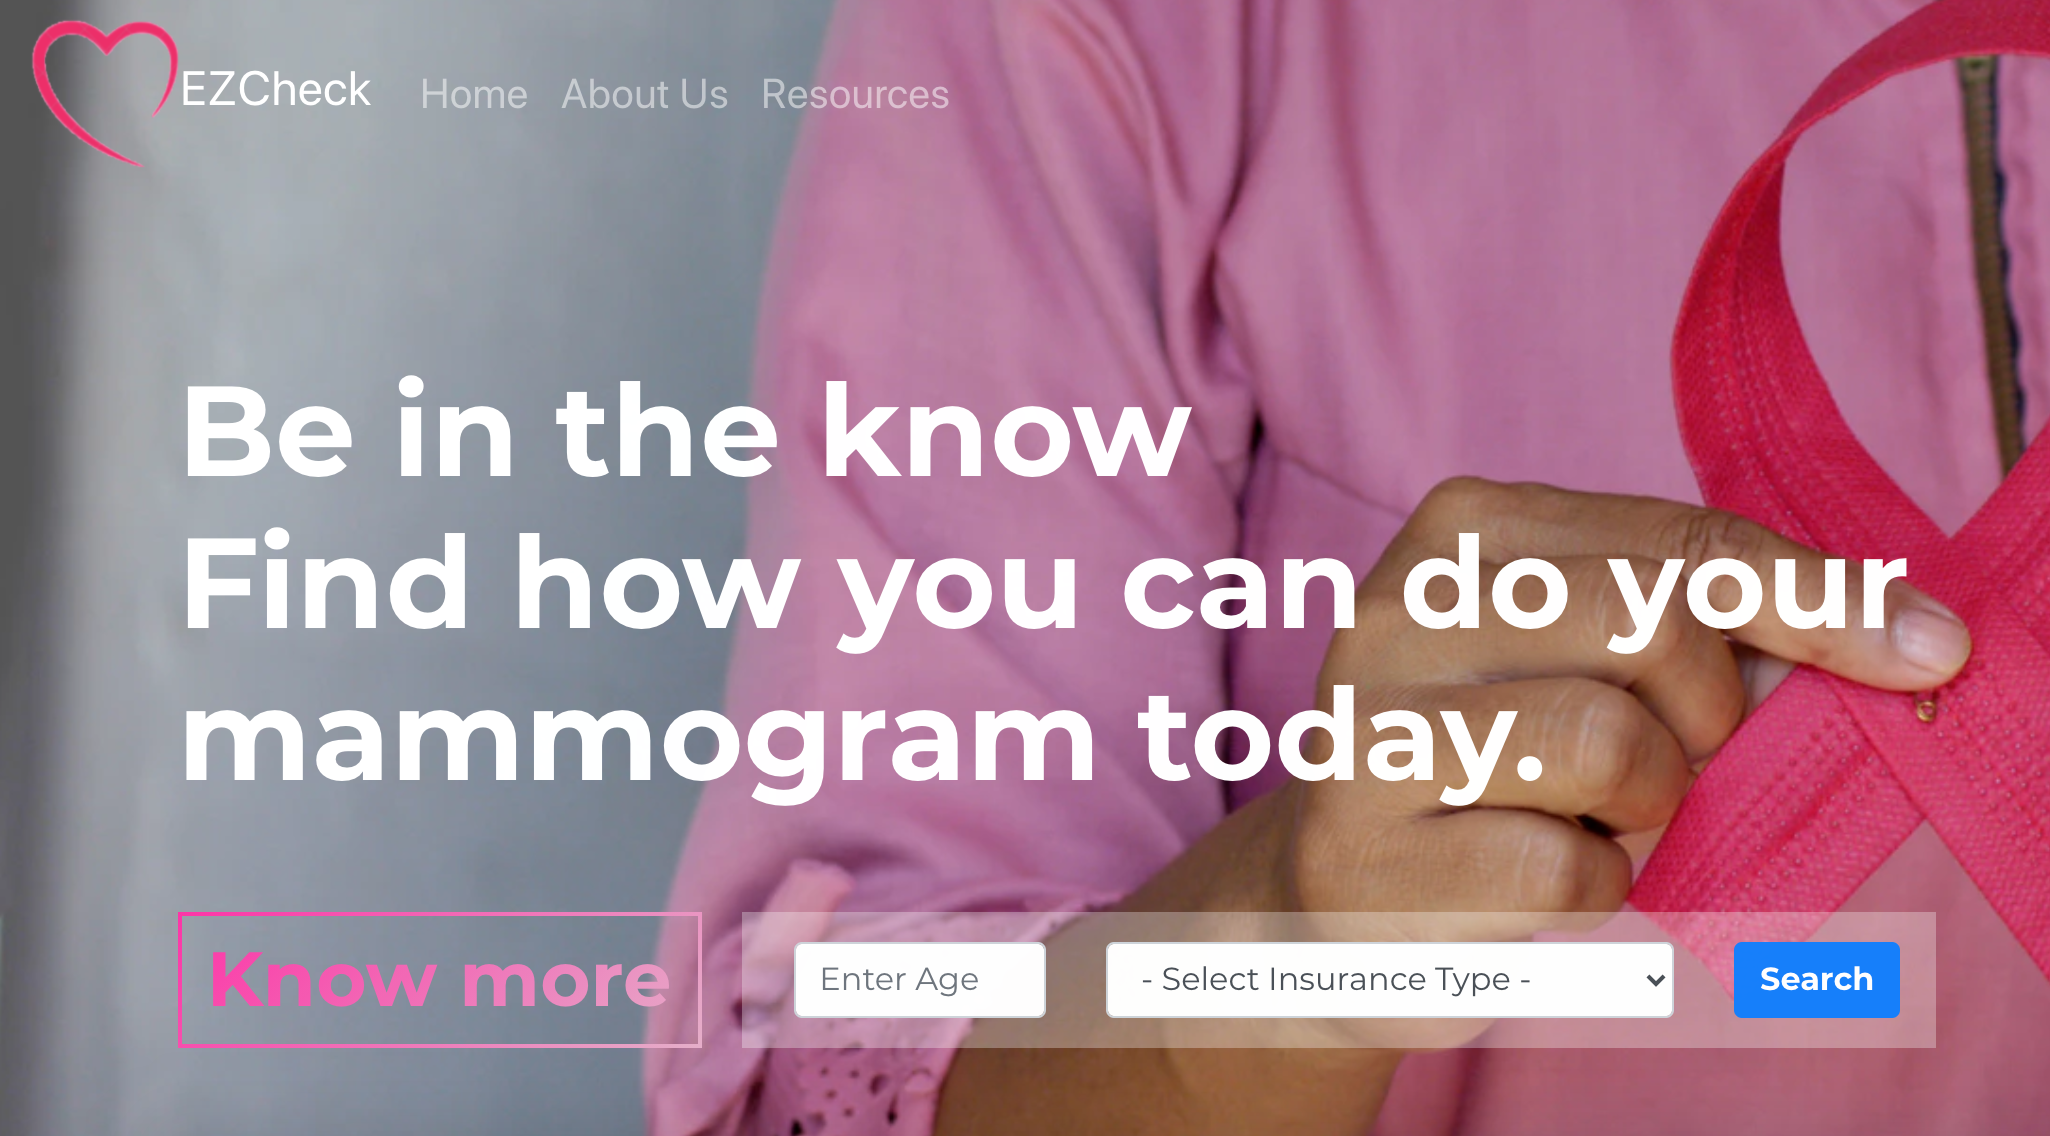 EZCheck Home About Us Resources
Be in the know
Find how you can do your
mammogram today.
Know more Enter Age - Select Insurance Type - Search